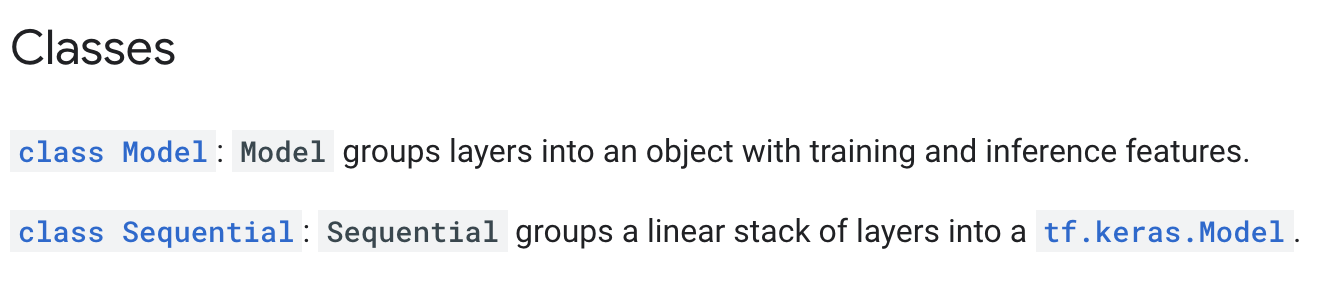 Classes
class Model: Model groups layers into an object with training and inference features.
class Sequential: Sequential groups a linear stack of layers into a tf.keras.Model.